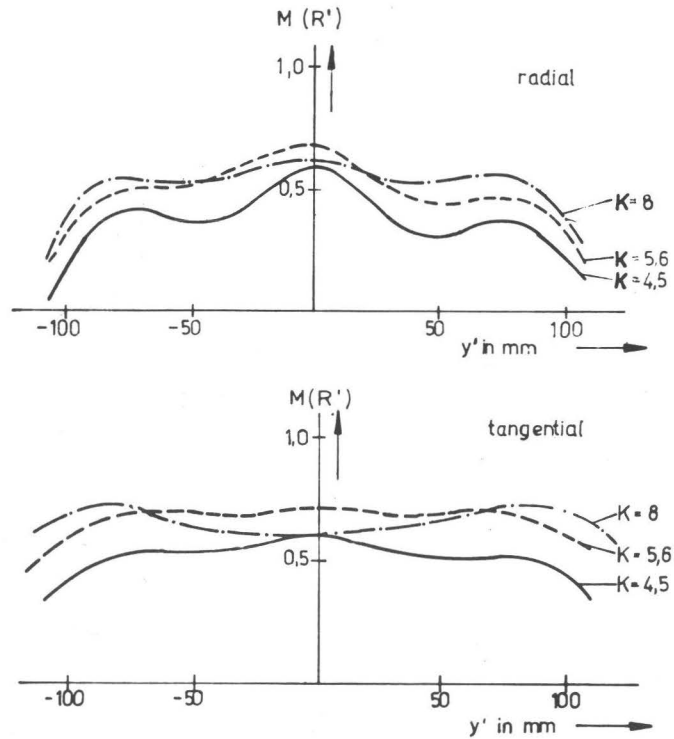 M (R')
1,0
radial
0,5
K=8
K=5,6
K=4,5
-100
-50
50
100
y' in mm
M(R')
1,0
tangential
K=8
0,5
K=5,6
K=4,5
-100
-50
50
100
y' in mm